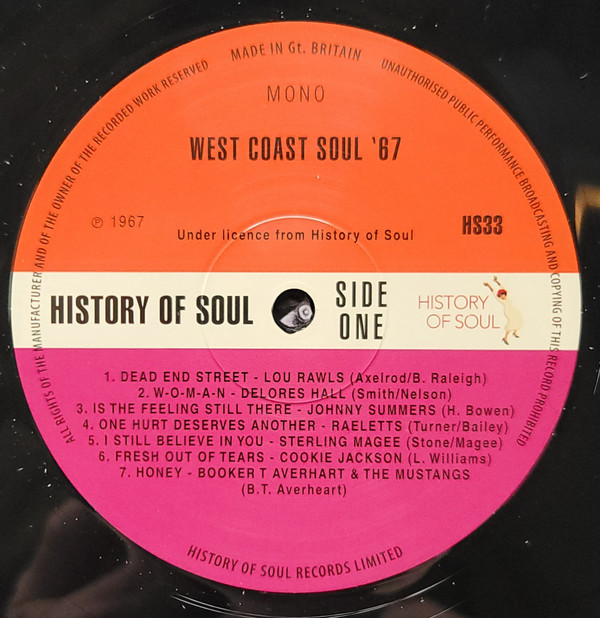 MADE IN Gt. BRITAIN
ALL RIGHTS OF THE MANUFACTURER AND OF THE OWNER OF THE RECORDED WORK RESERVED
UNAUTHORISED PUBLIC PERFORMANCE BROADCASTING AND COPYING OF THIS RECORD PROHIBITED
MONO
WEST COAST SOUL '67
℗ 1967
HS33
Under licence from History of Soul
HISTORY OF SOUL
SIDE
ONE
HISTORY
OF SOUL
1. DEAD END STREET - LOU RAWLS (Axelrod/B. Raleigh)
2. W-O-M-A-N - DELORES HALL (Smith/Nelson)
3. IS THE FEELING STILL THERE - JOHNNY SUMMERS (H. Bowen)
4. ONE HURT DESERVES ANOTHER - RAELETTS (Turner/Bailey)
5. I STILL BELIEVE IN YOU - STERLING MAGEE (Stone/Magee)
6. FRESH OUT OF TEARS - COOKIE JACKSON (L. Williams)
7. HONEY - BOOKER T AVERHART & THE MUSTANGS
(B.T. Averheart)
HISTORY OF SOUL RECORDS LIMITED